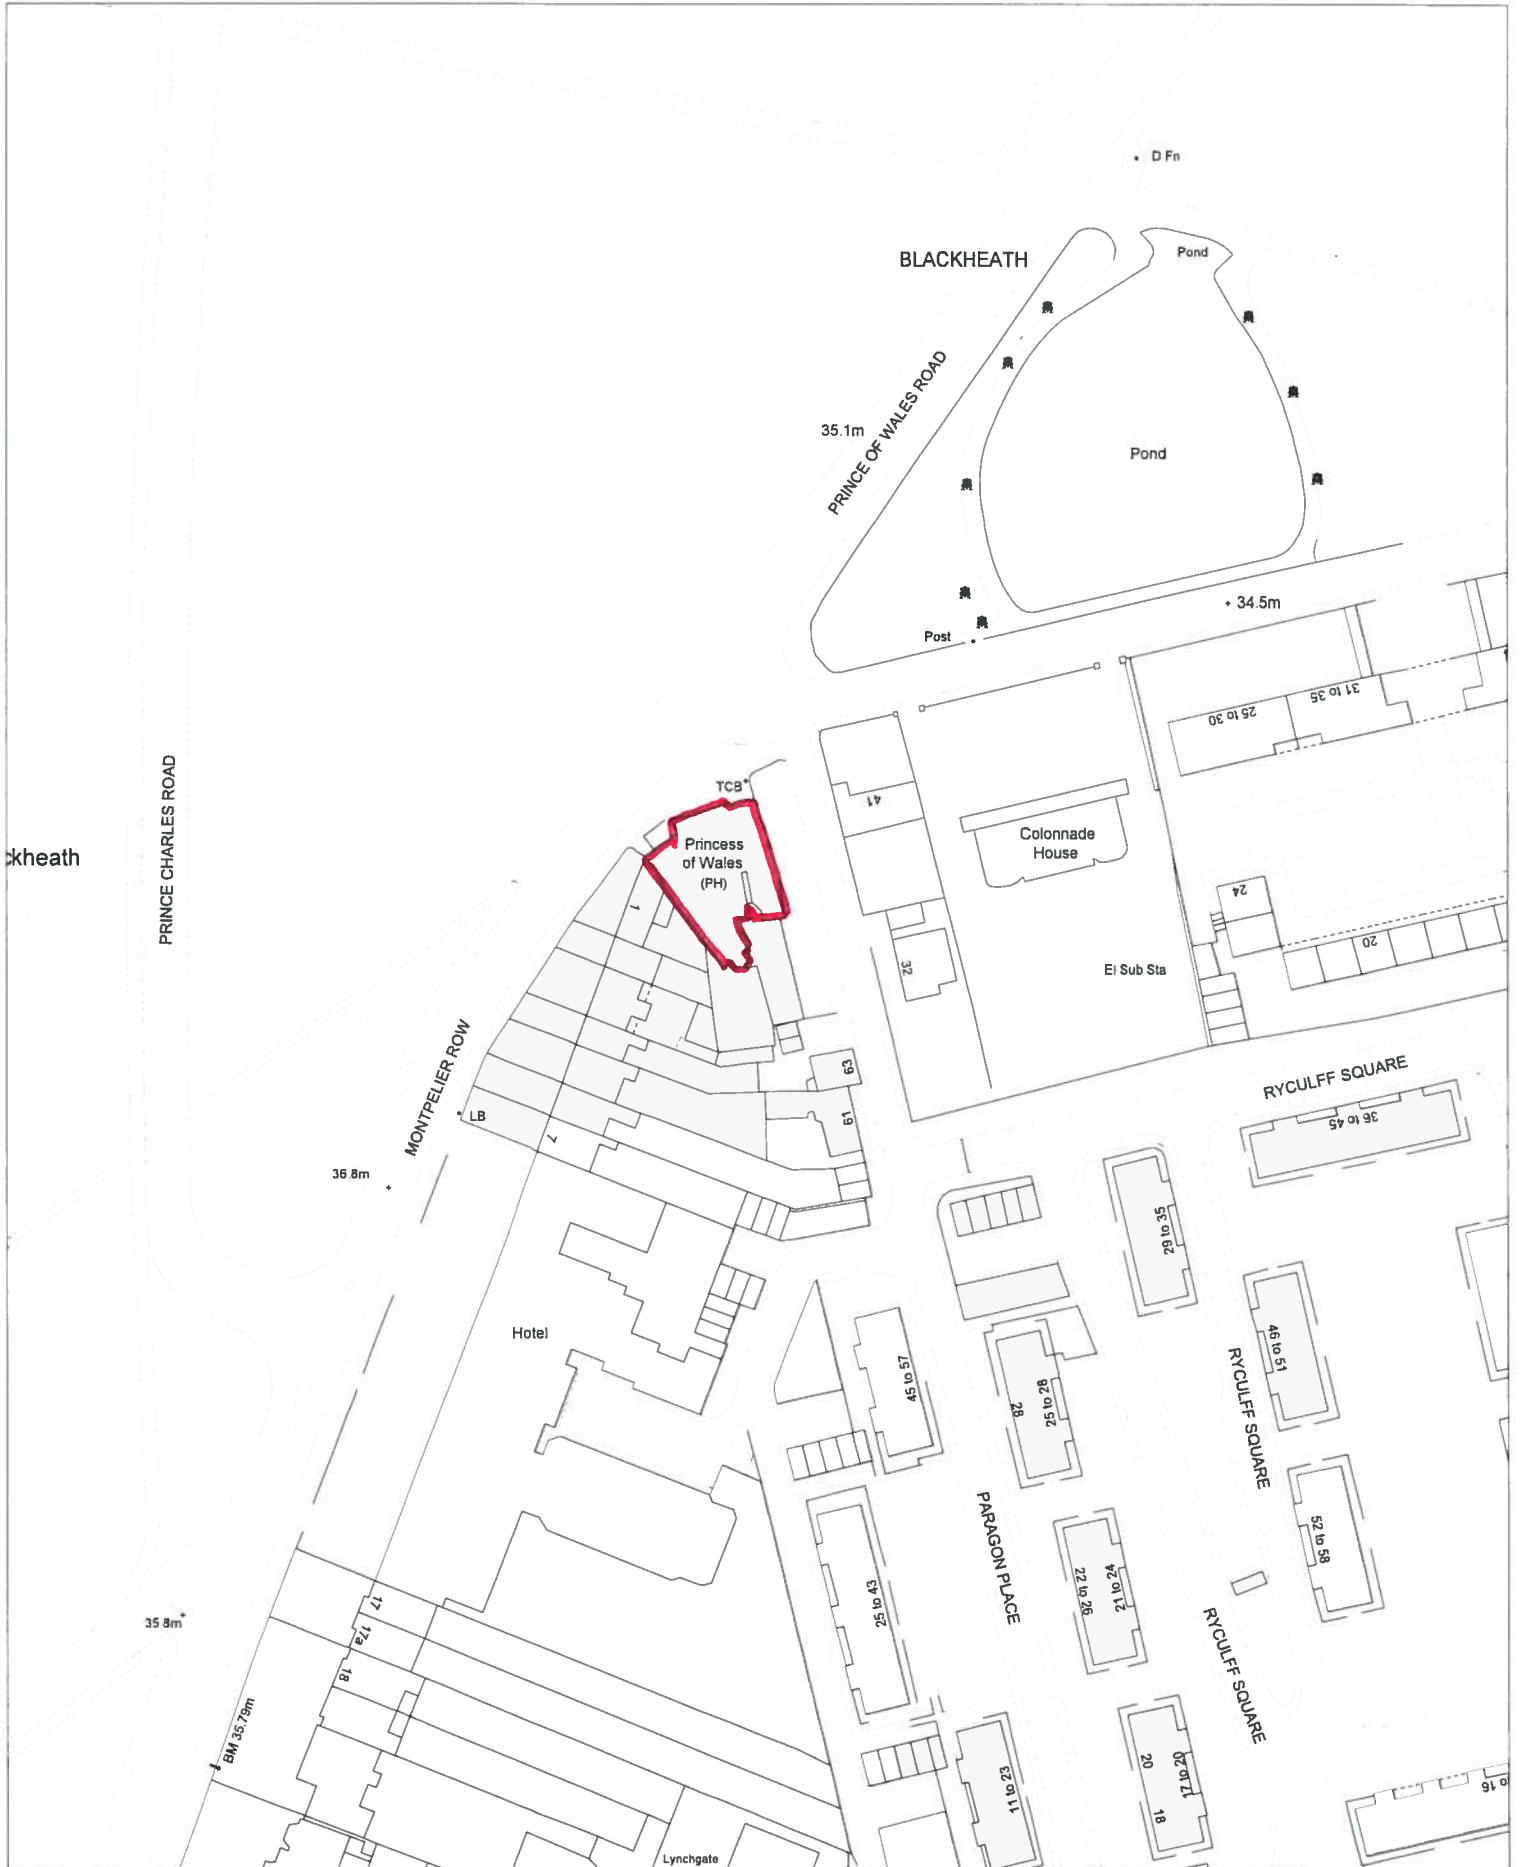 D Fn
BLACKHEATH
Pond
PRINCE OF WALES ROAD
35.1m
Pond
34.5m
Post
31 to 35
25 to 30
PRINCE CHARLES ROAD
TCB
41
Princess
of Wales
(PH)
Colonnade
House
ckheath
24
1
20
32
El Sub Sta
MONTPELIER ROW
63
RYCULFF SQUARE
LB
61
36 to 45
7
36.8m
29 to 35
Hotel
46 to 51
45 to 57
RYCULFF SQUARE
25 to 28
28
PARAGON PLACE
52 to 58
21 to 24
22 to 26
25 to 43
17
35.8m
17a
RYCULFF SQUARE
18
BM 35.79m
20
17 to 20
11 to 23
18
to 16
Lynchgate